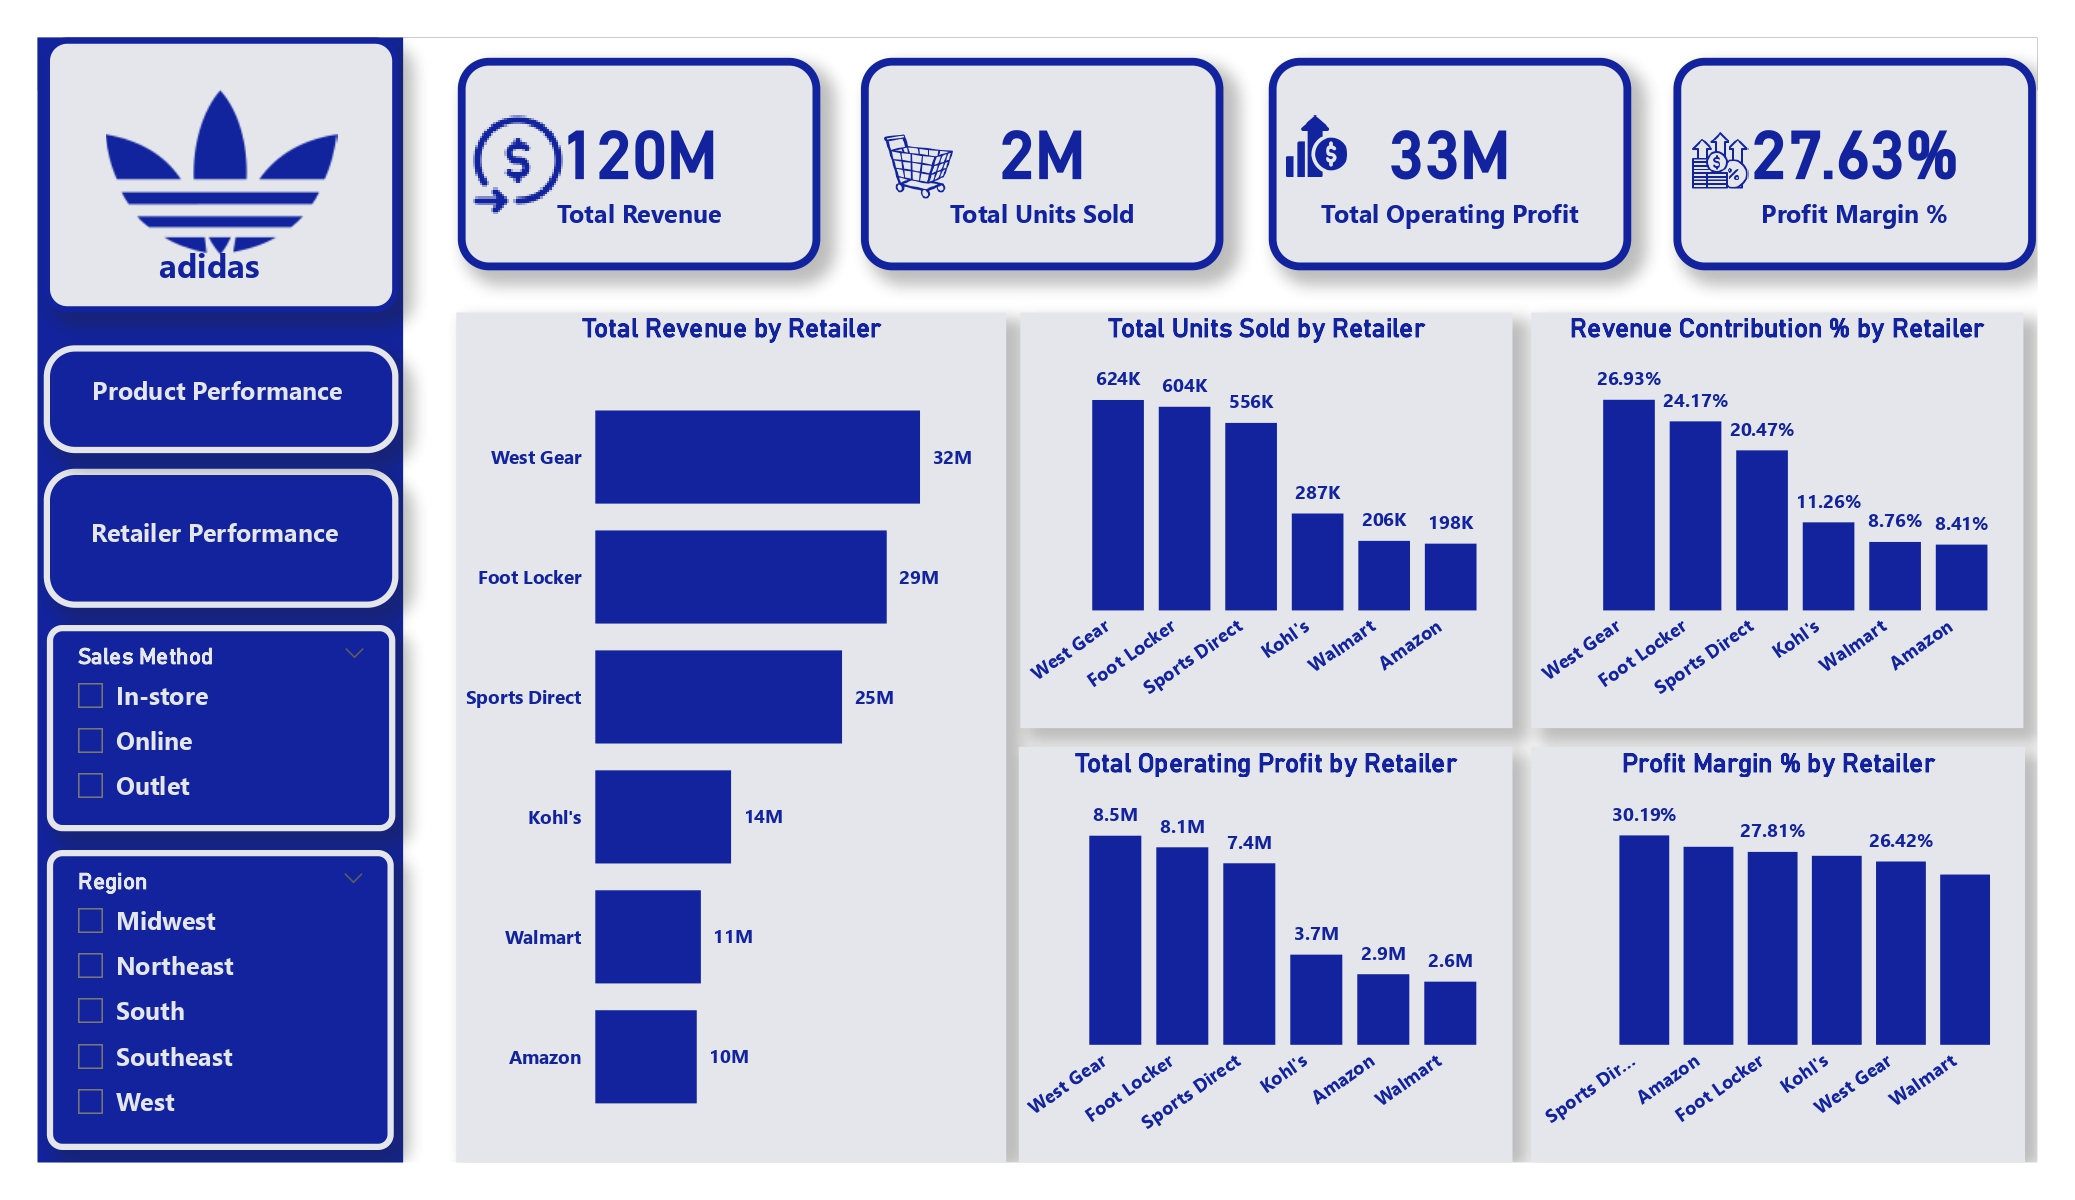 adidas
Product Performance
Retailer Performance
Sales Method
In-store
Online
Outlet
Region
Midwest
Northeast
South
Southeast
West
$
120M
Total Revenue
2M
Total Units Sold
$
33M
Total Operating Profit
$
%
27.63%
Profit Margin %
Total Revenue by Retailer
West Gear 32M
Foot Locker 29M
Sports Direct 25M
Kohl's 14M
Walmart 11M
Amazon 10M
Total Units Sold by Retailer
624K 604K 556K 287K 206K 198K
West Gear Foot Locker Sports Direct Kohl's Walmart Amazon
Revenue Contribution % by Retailer
26.93% 24.17% 20.47% 11.26% 8.76% 8.41%
West Gear Foot Locker Sports Direct Kohl's Walmart Amazon
Total Operating Profit by Retailer
8.5M 8.1M 7.4M 3.7M 2.9M 2.6M
West Gear Foot Locker Sports Direct Kohl's Amazon Walmart
Profit Margin % by Retailer
30.19% 27.81% 26.42%
Sports Dir... Amazon Foot Locker Kohl's West Gear Walmart